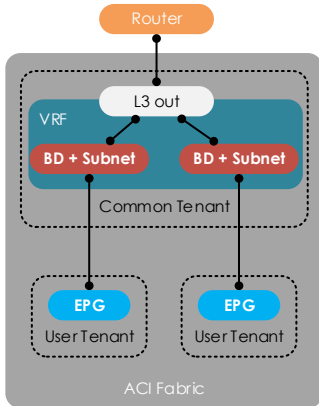 Router
L3 out
VRF
BD + Subnet
BD + Subnet
Common Tenant
EPG
EPG
User Tenant
User Tenant
ACI Fabric